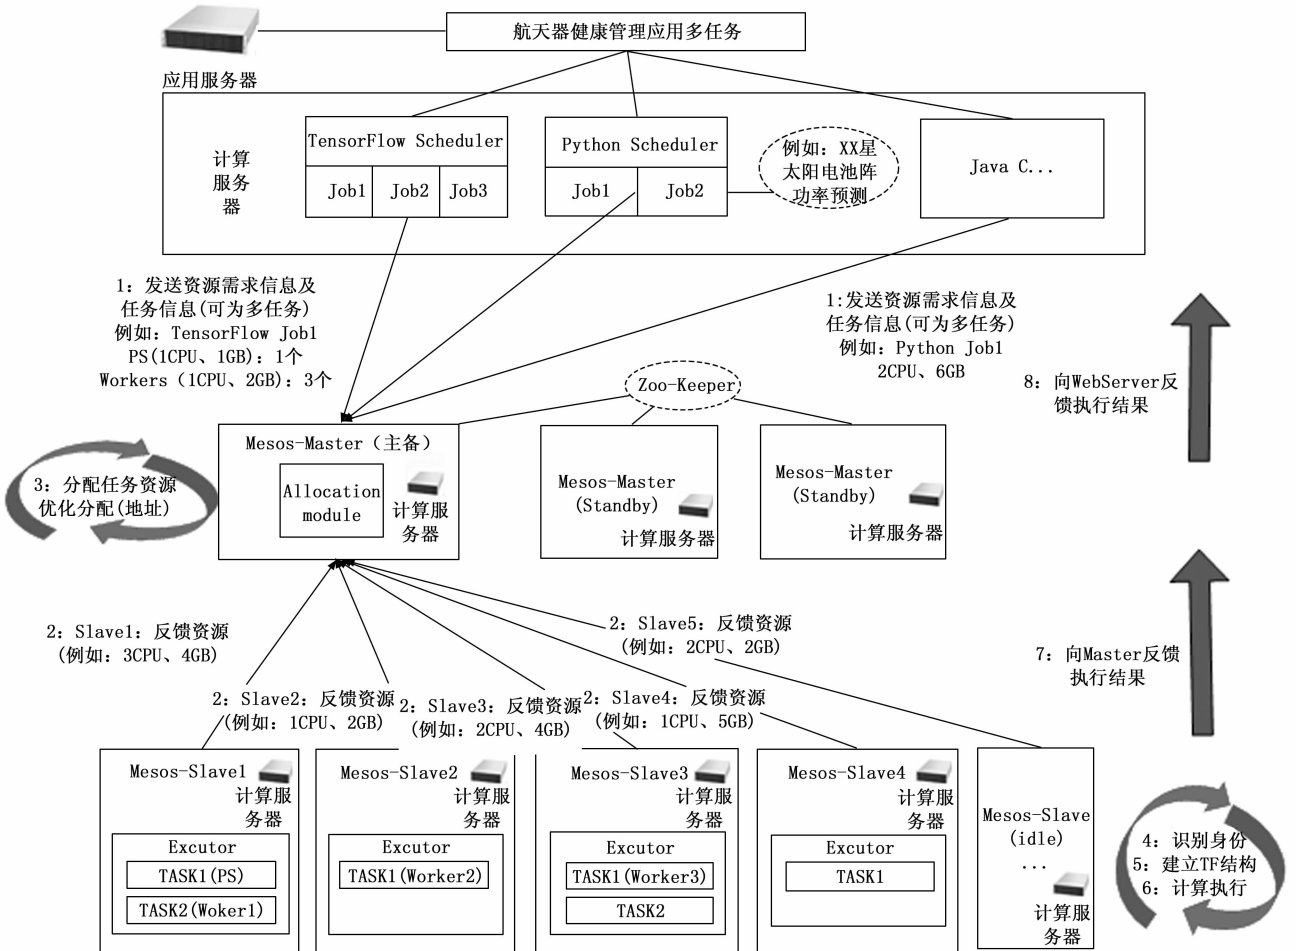 航天器健康管理应用多任务
应用服务器
计算
服务
器
TensorFlow Scheduler
Job1
Job2
Job3
Python Scheduler
Job1
Job2
例如：XX星
太阳电池阵
功率预测
Java C...
1：发送资源需求信息及
任务信息(可为多任务)
例如：TensorFlow Job1
PS(1CPU、1GB)：1个
Workers（1CPU、2GB)：3个
1:发送资源需求信息及
任务信息(可为多任务)
例如：Python Job1
2CPU、6GB
8：向WebServer反
馈执行结果
Zoo-Keeper
Mesos-Master（主备）
Allocation
module
计算服
务器
Mesos-Master
(Standby)
计算服务器
Mesos-Master
(Standby)
计算服务器
3：分配任务资源
优化分配(地址)
2：Slave1：反馈资源
(例如：3CPU、4GB)
2：Slave2：反馈资源
(例如：1CPU、2GB)
2：Slave3：反馈资源
(例如：2CPU、4GB)
2：Slave4：反馈资源
(例如：1CPU、5GB)
2：Slave5：反馈资源
(例如：2CPU、2GB)
7：向Master反馈
执行结果
Mesos-Slave1
计算服
务器
Excutor
TASK1(PS)
TASK2(Woker1)
Mesos-Slave2
计算服
务器
Excutor
TASK1(Worker2)
Mesos-Slave3
计算服
务器
Excutor
TASK1(Worker3)
TASK2
Mesos-Slave4
计算服
务器
Excutor
TASK1
Mesos-Slave
(idle)
...
计算服
务器
4：识别身份
5：建立TF结构
6：计算执行